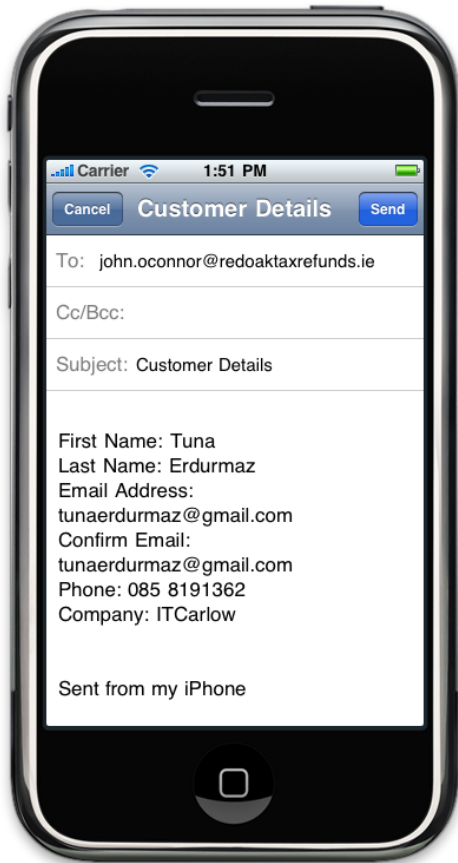 Carrier 1:51 PM
Cancel Customer Details Send
To: john.oconnor@redoaktaxrefunds.ie
Cc/Bcc:
Subject: Customer Details
First Name: Tuna
Last Name: Erdurmaz
Email Address:
tunaerdurmaz@gmail.com
Confirm Email:
tunaerdurmaz@gmail.com
Phone: 085 8191362
Company: ITCarlow
Sent from my iPhone